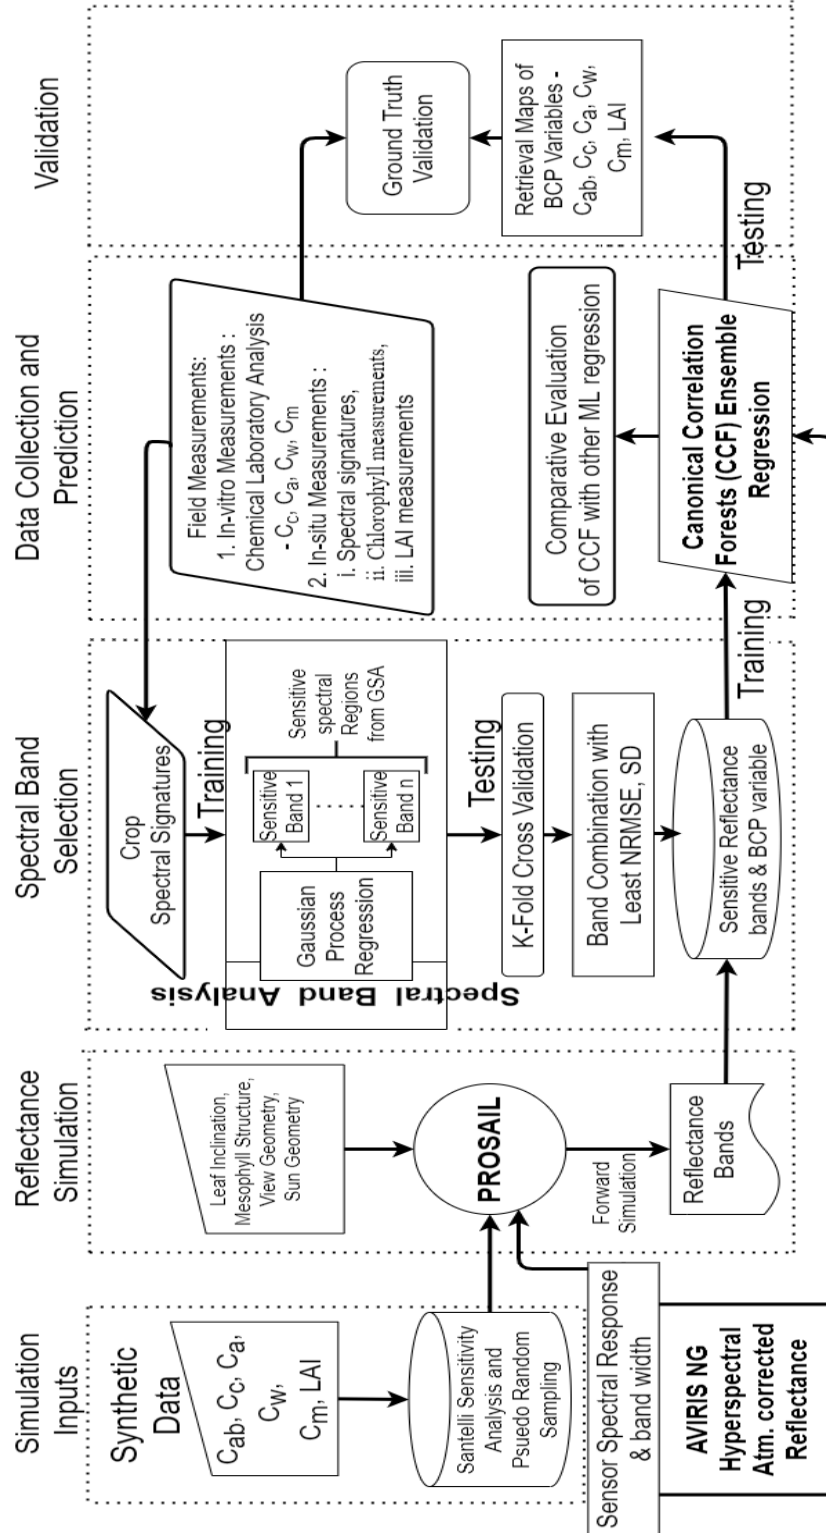 Simulation
Inputs
Synthetic
Data
Cab, Cc, Ca,
Cw,
Cm, LAI
Santelli Sensitivity
Analysis and
Psuedo Random
Sampling
Sensor Spectral Response
& band width
AVIRIS NG
Hyperspectral
Atm. corrected
Reflectance
Reflectance
Simulation
Leaf Inclination,
Mesophyll Structure,
View Geometry,
Sun Geometry
PROSAIL
Forward
Simulation
Reflectance
Bands
Spectral Band
Selection
Crop
Spectral Signatures
Training
Spectral Band Analysis
Gaussian
Process
Regression
Sensitive
Band 1
Sensitive
Band n
Sensitive
spectral
Regions
from GSA
Testing
K-Fold Cross Validation
Band Combination with
Least NRMSE, SD
Sensitive Reflectance
bands & BCP variable
Training
Data Collection and
Prediction
Field Measurements:
1. In-vitro Measurements :
Chemical Laboratory Analysis
- Cc, Ca, Cw, Cm
2. In-situ Measurements :
i. Spectral signatures,
ii. Chlorophyll measurements,
iii. LAI measurements
Comparative Evaluation
of CCF with other ML regression
Canonical Correlation
Forests (CCF) Ensemble
Regression
Testing
Validation
Ground Truth
Validation
Retrieval Maps of
BCP Variables -
Cab, Cc, Ca, Cw,
Cm, LAI